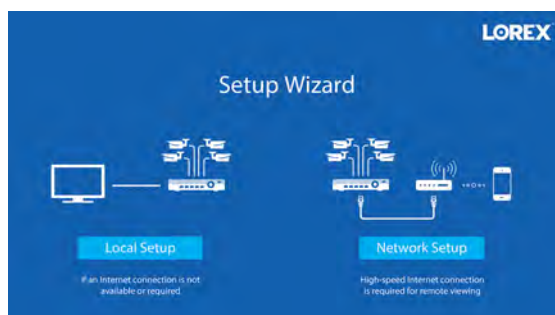 LOREX
Setup Wizard
Local Setup
Network Setup
If an Internet connection is not
available or required.
High-speed Internet connection
is required for remote viewing